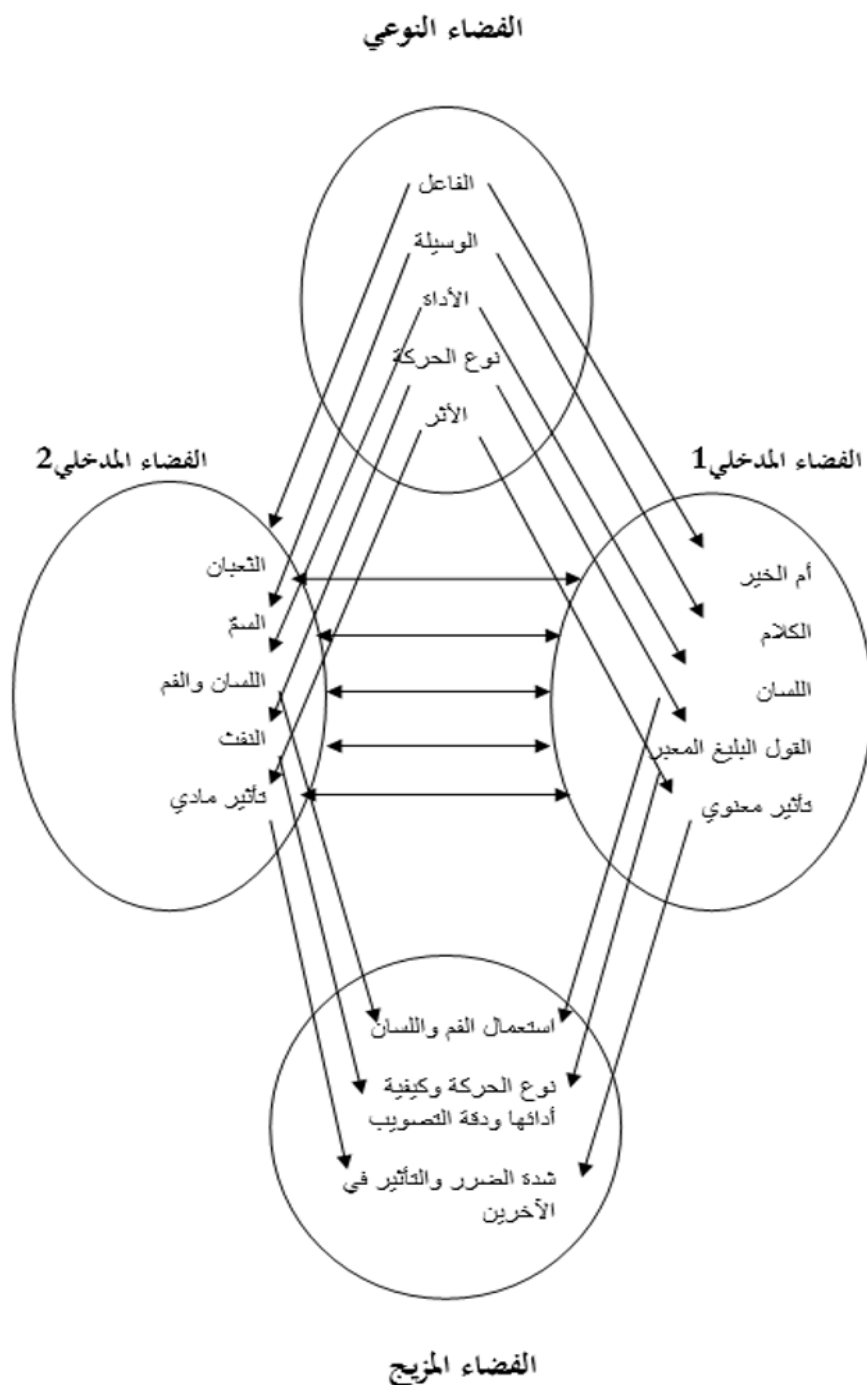 الفضاء النوعي
الفاعل
الوسيلة
الأداة
نوع الحركة
الأثر
الفضاء المدخلي1
أم الخير
الكلام
اللسان
القول البليغ المعبر
تأثير معنوي
الفضاء المدخلي2
الثعبان
السمّ
اللسان والفم
النفث
تأثير مادي
استعمال الفم واللسان
نوع الحركة وكيفية
أدائها ودقة التصويب
شدة الضرر والتأثير في
الآخرين
الفضاء المزيج